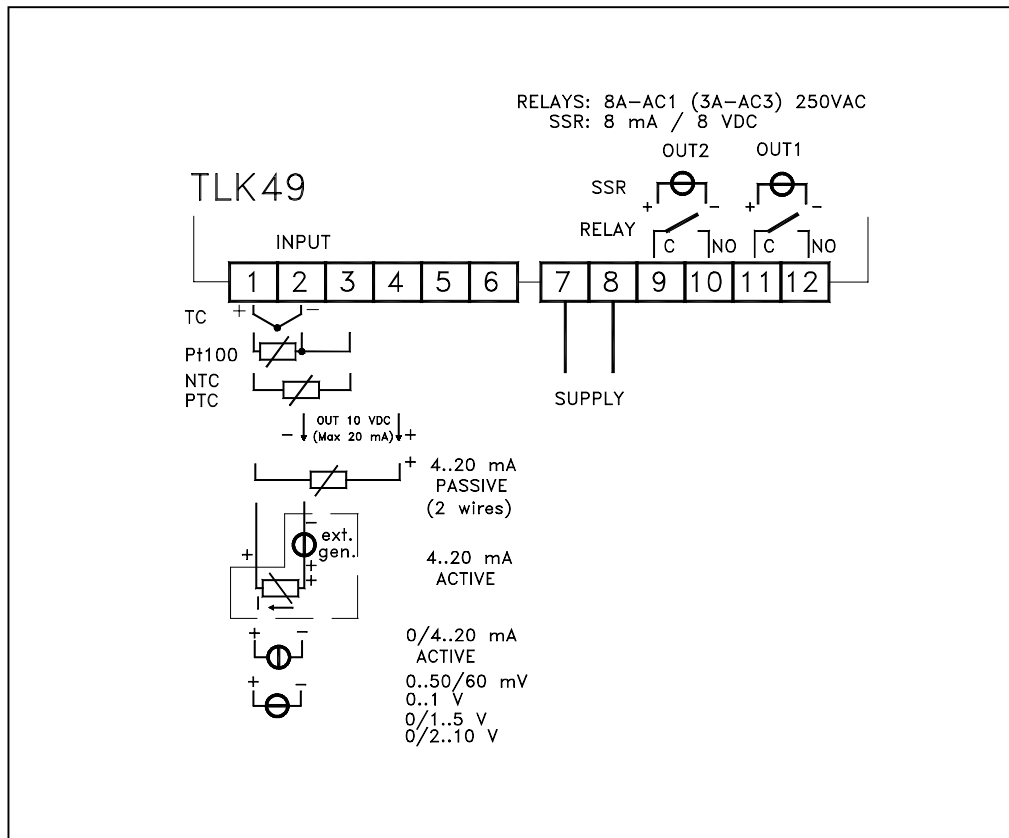 RELAYS: 8A-AC1 (3A-AC3) 250VAC
SSR: 8 mA / 8 VDC
OUT2 OUT1
TLK49
SSR
+ - + -
RELAY
C NO C NO
INPUT
1 2 3 4 5 6 7 8 9 10 11 12
TC + -
Pt100
NTC
PTC
SUPPLY
OUT 10 VDC
- (Max 20 mA) +
+ 4..20 mA
PASSIVE
(2 wires)
-
ext.
+ gen.
+
+
4..20 mA
ACTIVE
I
+ - 0/4..20 mA
ACTIVE
+ - 0..50/60 mV
0..1 V
0/1..5 V
0/2..10 V